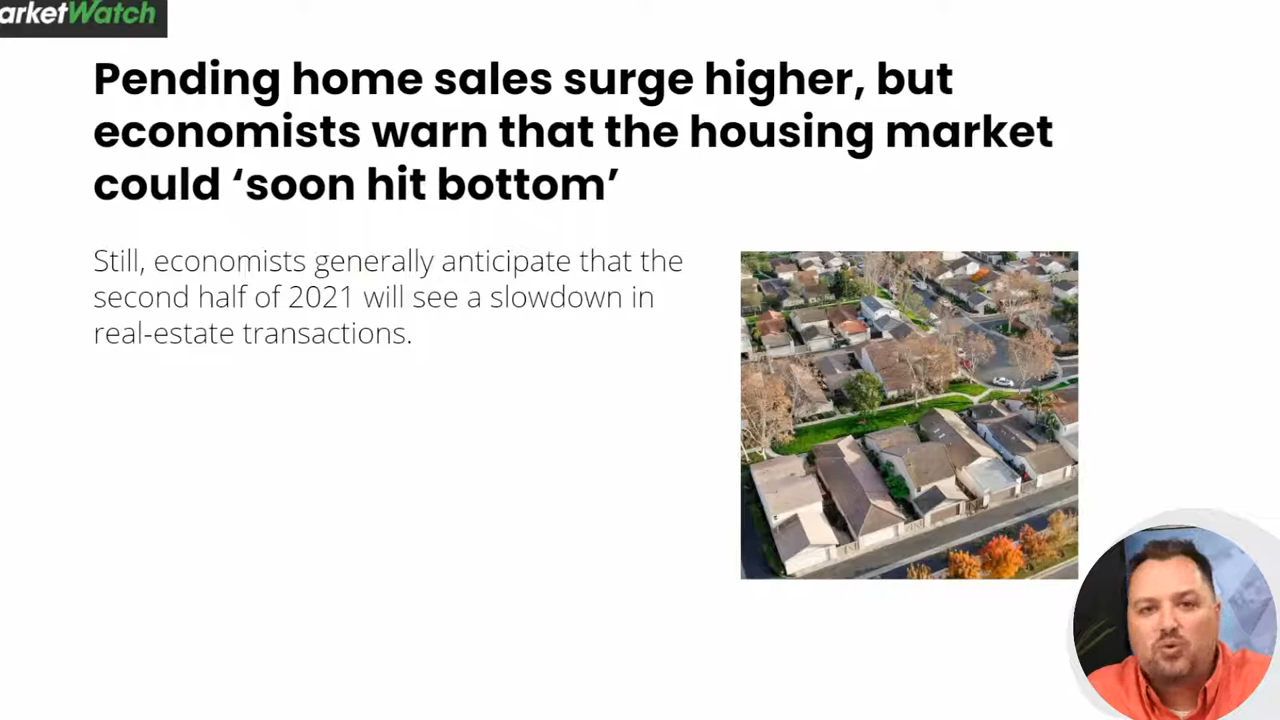 arketWatch
Pending home sales surge higher, but
economists warn that the housing market
could ‘soon hit bottom’
Still, economists generally anticipate that the
second half of 2021 will see a slowdown in
real-estate transactions.